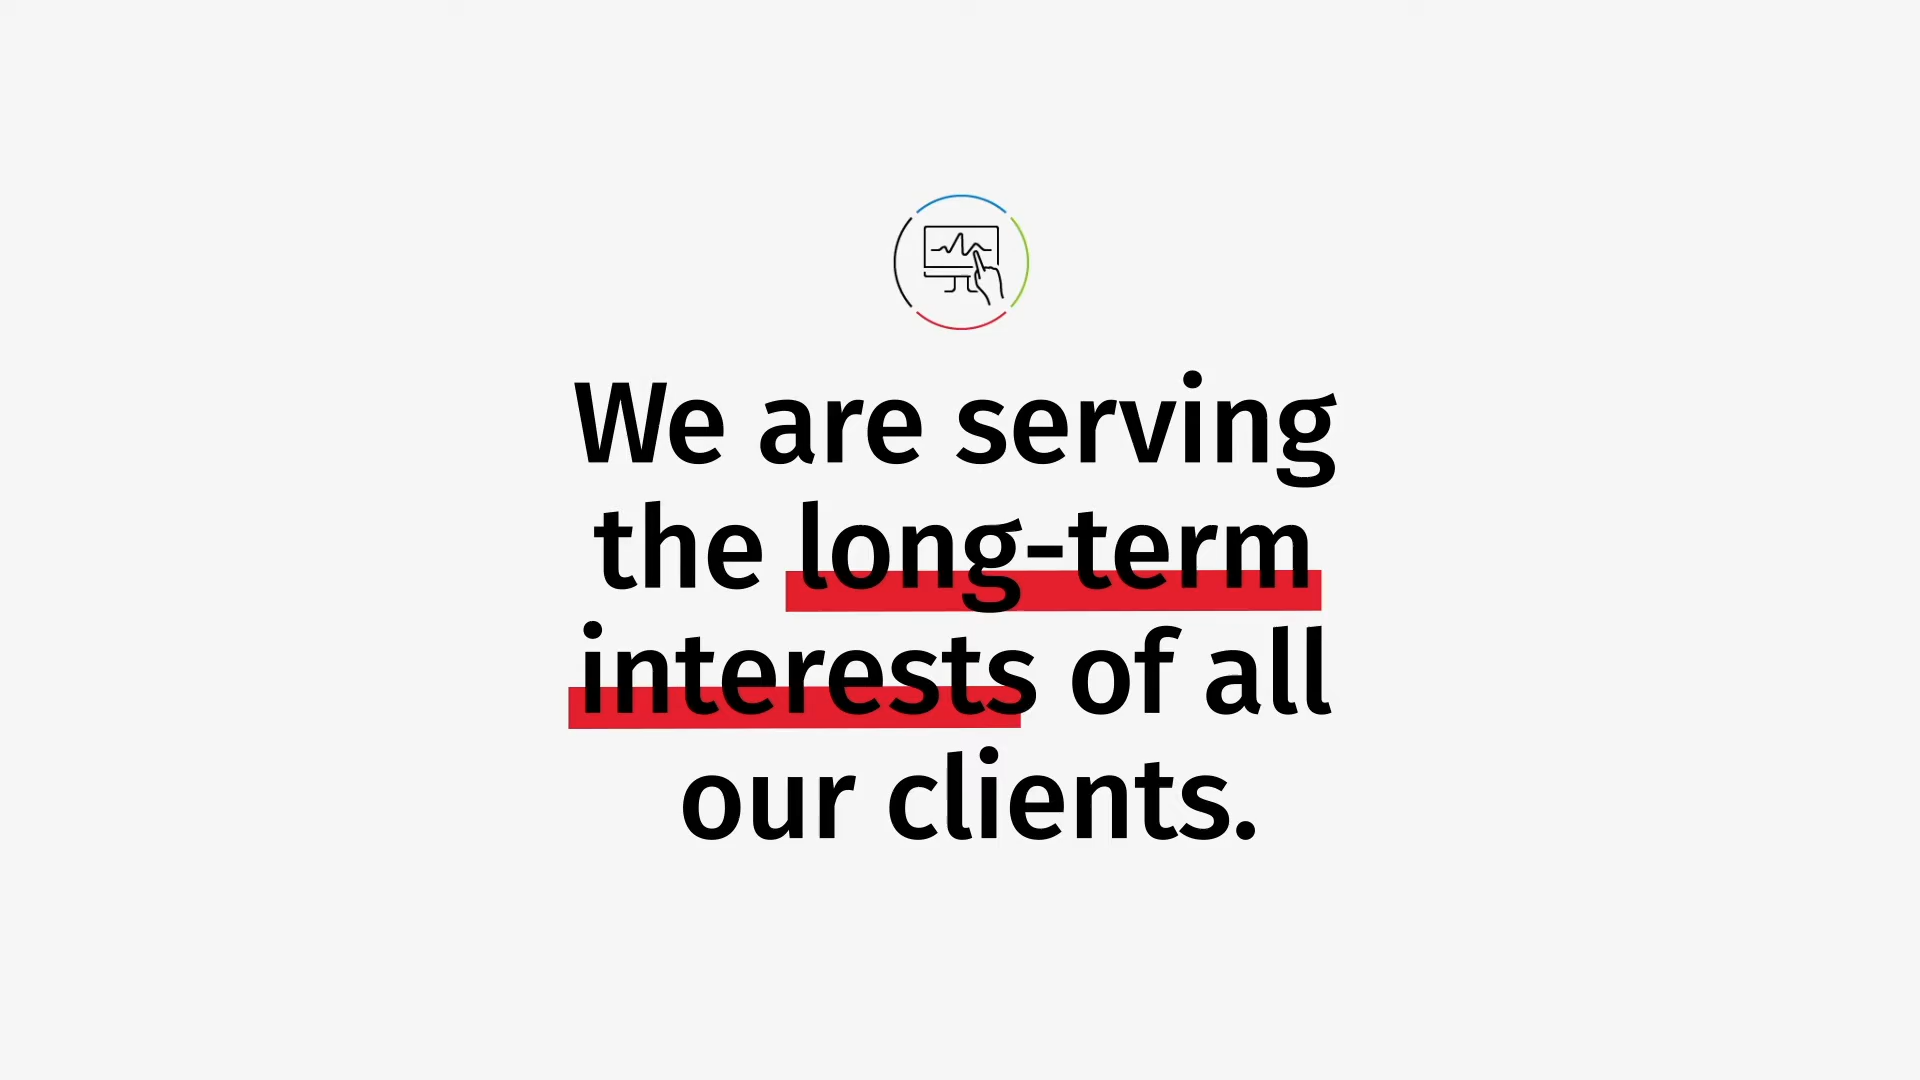 We are serving
the long-term
interests of all
our clients.